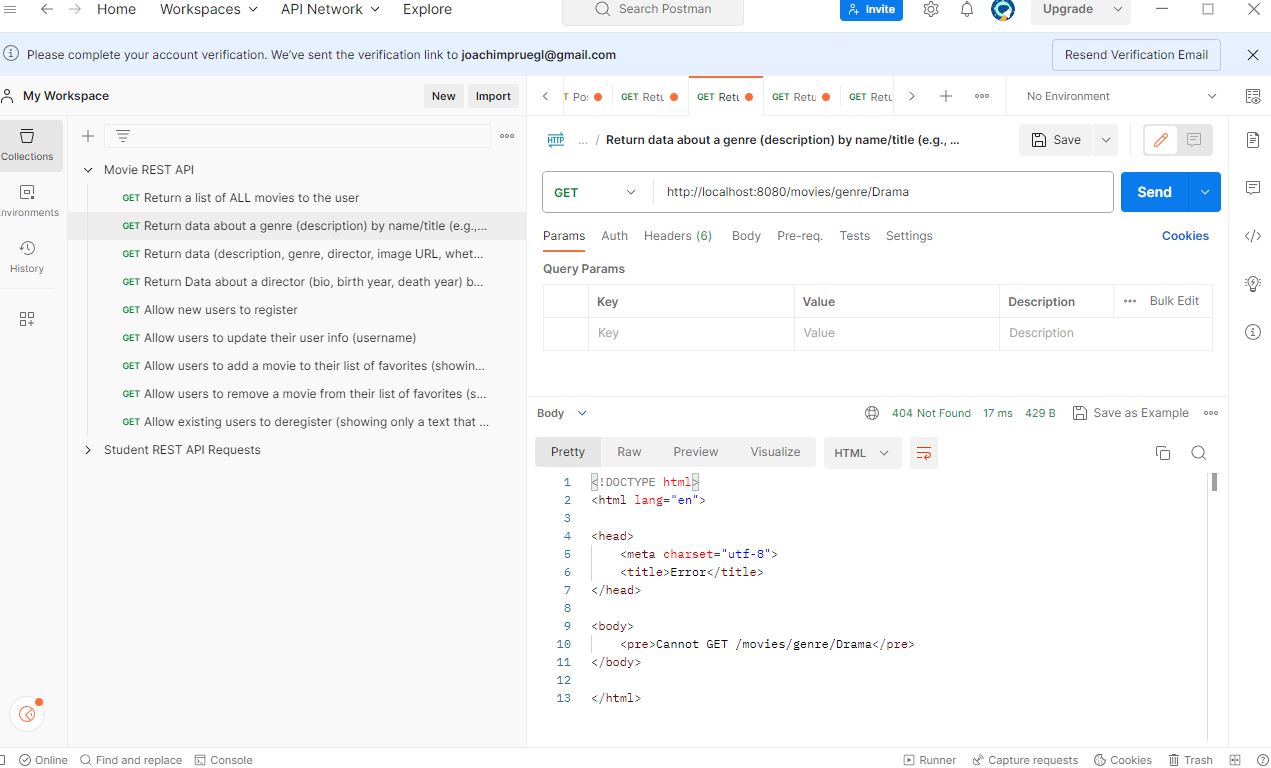 Home Workspaces API Network Explore Search Postman Invite Upgrade
Please complete your account verification. We've sent the verification link to joachimpruegl@gmail.com Resend Verification Email
My Workspace New Import
GET Retu GET Retu GET Retu GET Retu No Environment
Collections
Movie REST API
GET Return a list of ALL movies to the user
GET Return data about a genre (description) by name/title (e.g.,...
GET Return data (description, genre, director, image URL, whet...
GET Return Data about a director (bio, birth year, death year) b...
GET Allow new users to register
GET Allow users to update their user info (username)
GET Allow users to add a movie to their list of favorites (showin...
GET Allow users to remove a movie from their list of favorites (s...
GET Allow existing users to deregister (showing only a text that ...
Student REST API Requests
nvironments
History
HTTP ... / Return data about a genre (description) by name/title (e.g., ... Save
GET http://localhost:8080/movies/genre/Drama Send
Params Auth Headers (6) Body Pre-req. Tests Settings Cookies
Query Params
Key Value Description ... Bulk Edit
Key Value Description
Body 404 Not Found 17 ms 429 B Save as Example
Pretty Raw Preview Visualize HTML
1 <!DOCTYPE html>
2 <html lang="en">
3
4 <head>
5 <meta charset="utf-8">
6 <title>Error</title>
7 </head>
8
9 <body>
10 <pre>Cannot GET /movies/genre/Drama</pre>
11 </body>
12
13 </html>
Online Find and replace Console Runner Capture requests Cookies Trash